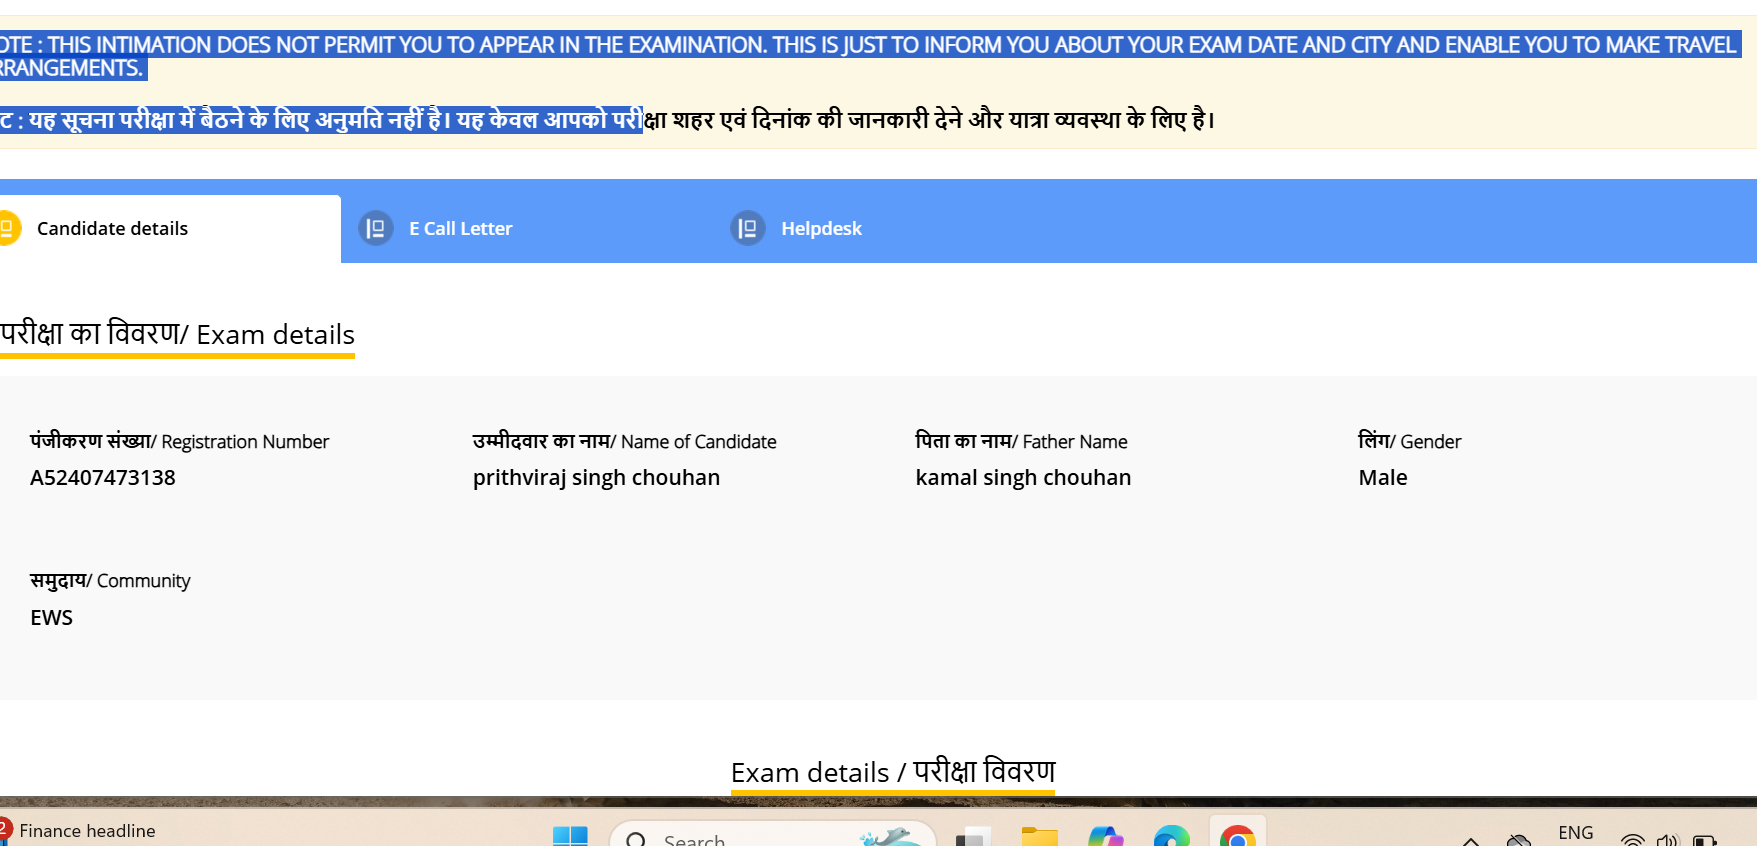 OTE : THIS INTIMATION DOES NOT PERMIT YOU TO APPEAR IN THE EXAMINATION. THIS IS JUST TO INFORM YOU ABOUT YOUR EXAM DATE AND CITY AND ENABLE YOU TO MAKE TRAVEL
RRANGEMENTS.
ट : यह सूचना परीक्षा में बैठने के लिए अनुमति नहीं है। यह केवल आपको परीक्षा शहर एवं दिनांक की जानकारी देने और यात्रा व्यवस्था के लिए है।
Candidate details E Call Letter Helpdesk
परीक्षा का विवरण/ Exam details
पंजीकरण संख्या/ Registration Number उम्मीदवार का नाम/ Name of Candidate पिता का नाम/ Father Name लिंग/ Gender
A52407473138 prithviraj singh chouhan kamal singh chouhan Male
समुदाय/ Community
EWS
Exam details / परीक्षा विवरण
2 Finance headline Search ENG